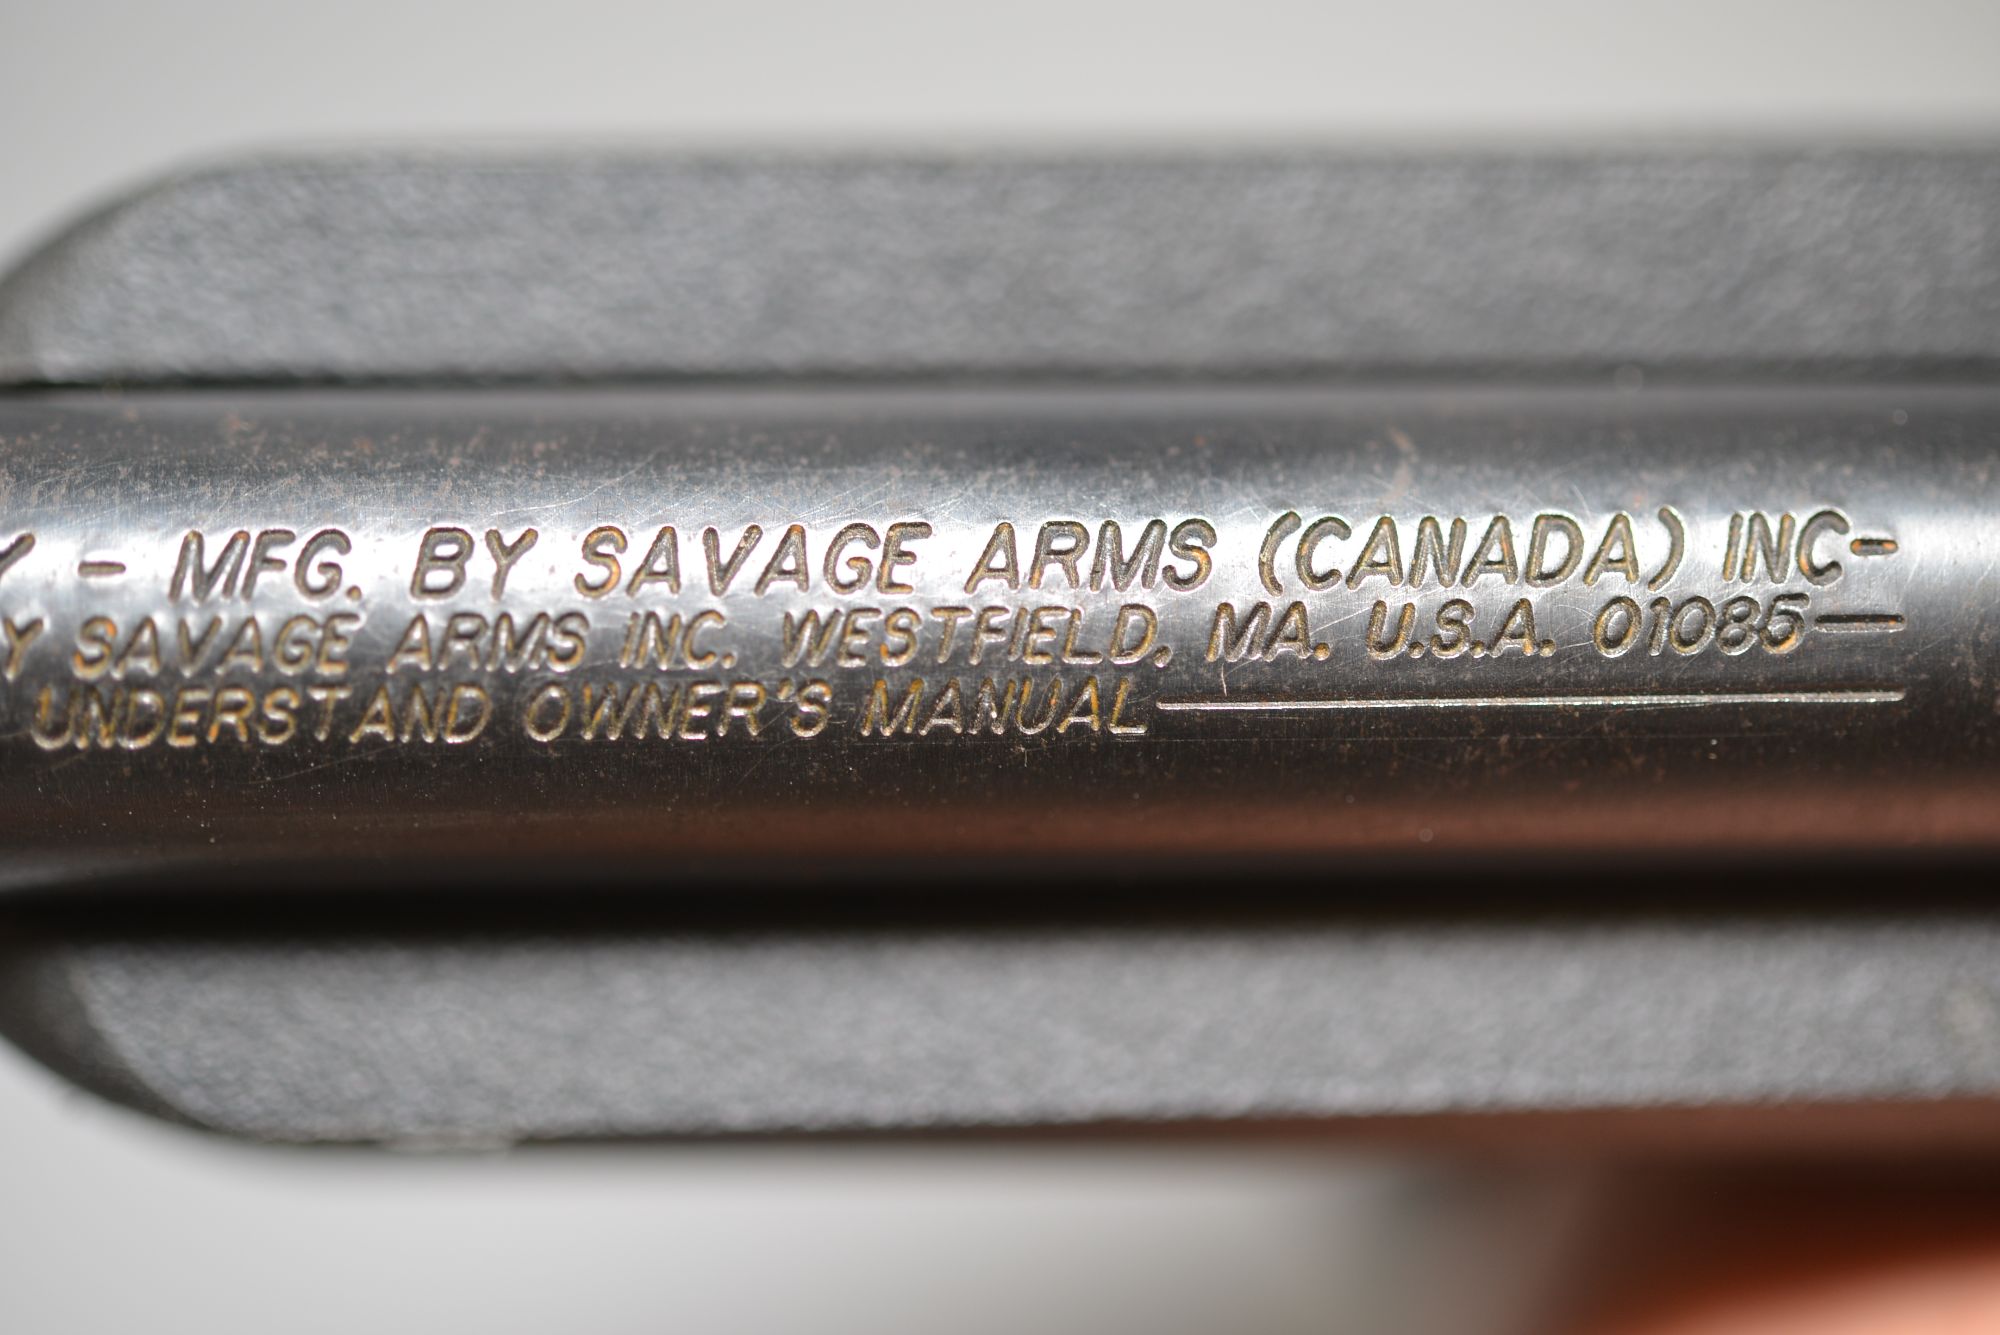 Y - MFG. BY SAVAGE ARMS (CANADA) INC-
Y SAVAGE ARMS INC. WESTFIELD, MA. U.S.A. 01085—
UNDERSTAND OWNER'S MANUAL—